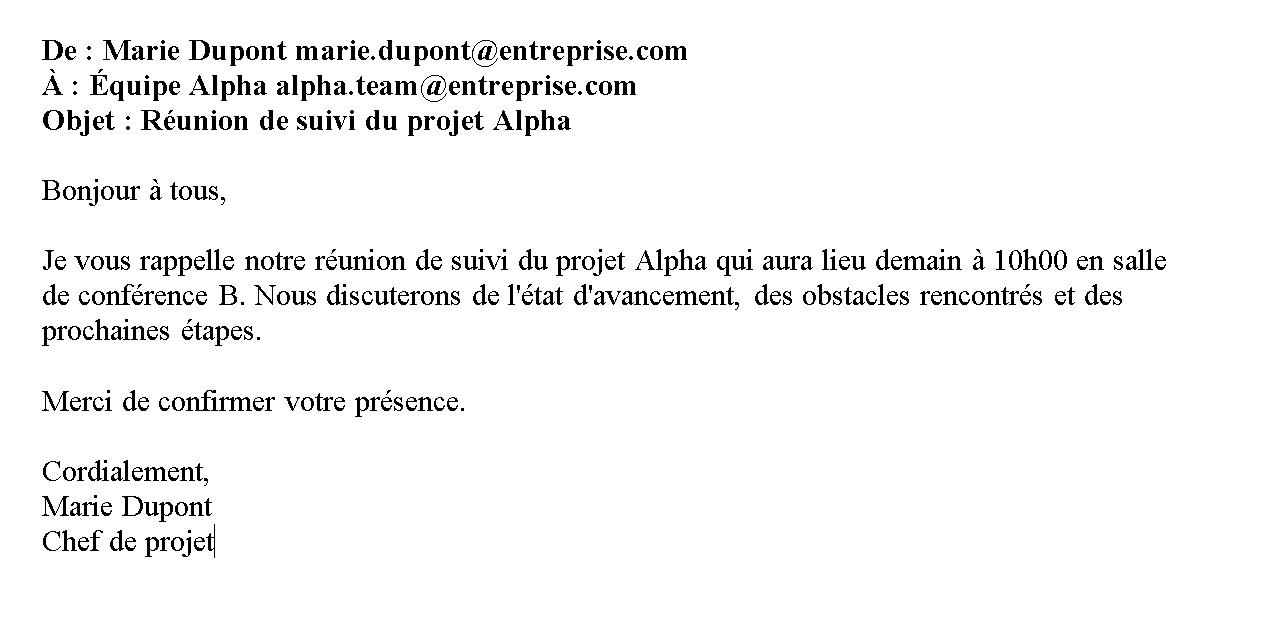 De : Marie Dupont marie.dupont@entreprise.com
À : Équipe Alpha alpha.team@entreprise.com
Objet : Réunion de suivi du projet Alpha
Bonjour à tous,
Je vous rappelle notre réunion de suivi du projet Alpha qui aura lieu demain à 10h00 en salle
de conférence B. Nous discuterons de l'état d'avancement, des obstacles rencontrés et des
prochaines étapes.
Merci de confirmer votre présence.
Cordialement,
Marie Dupont
Chef de projet